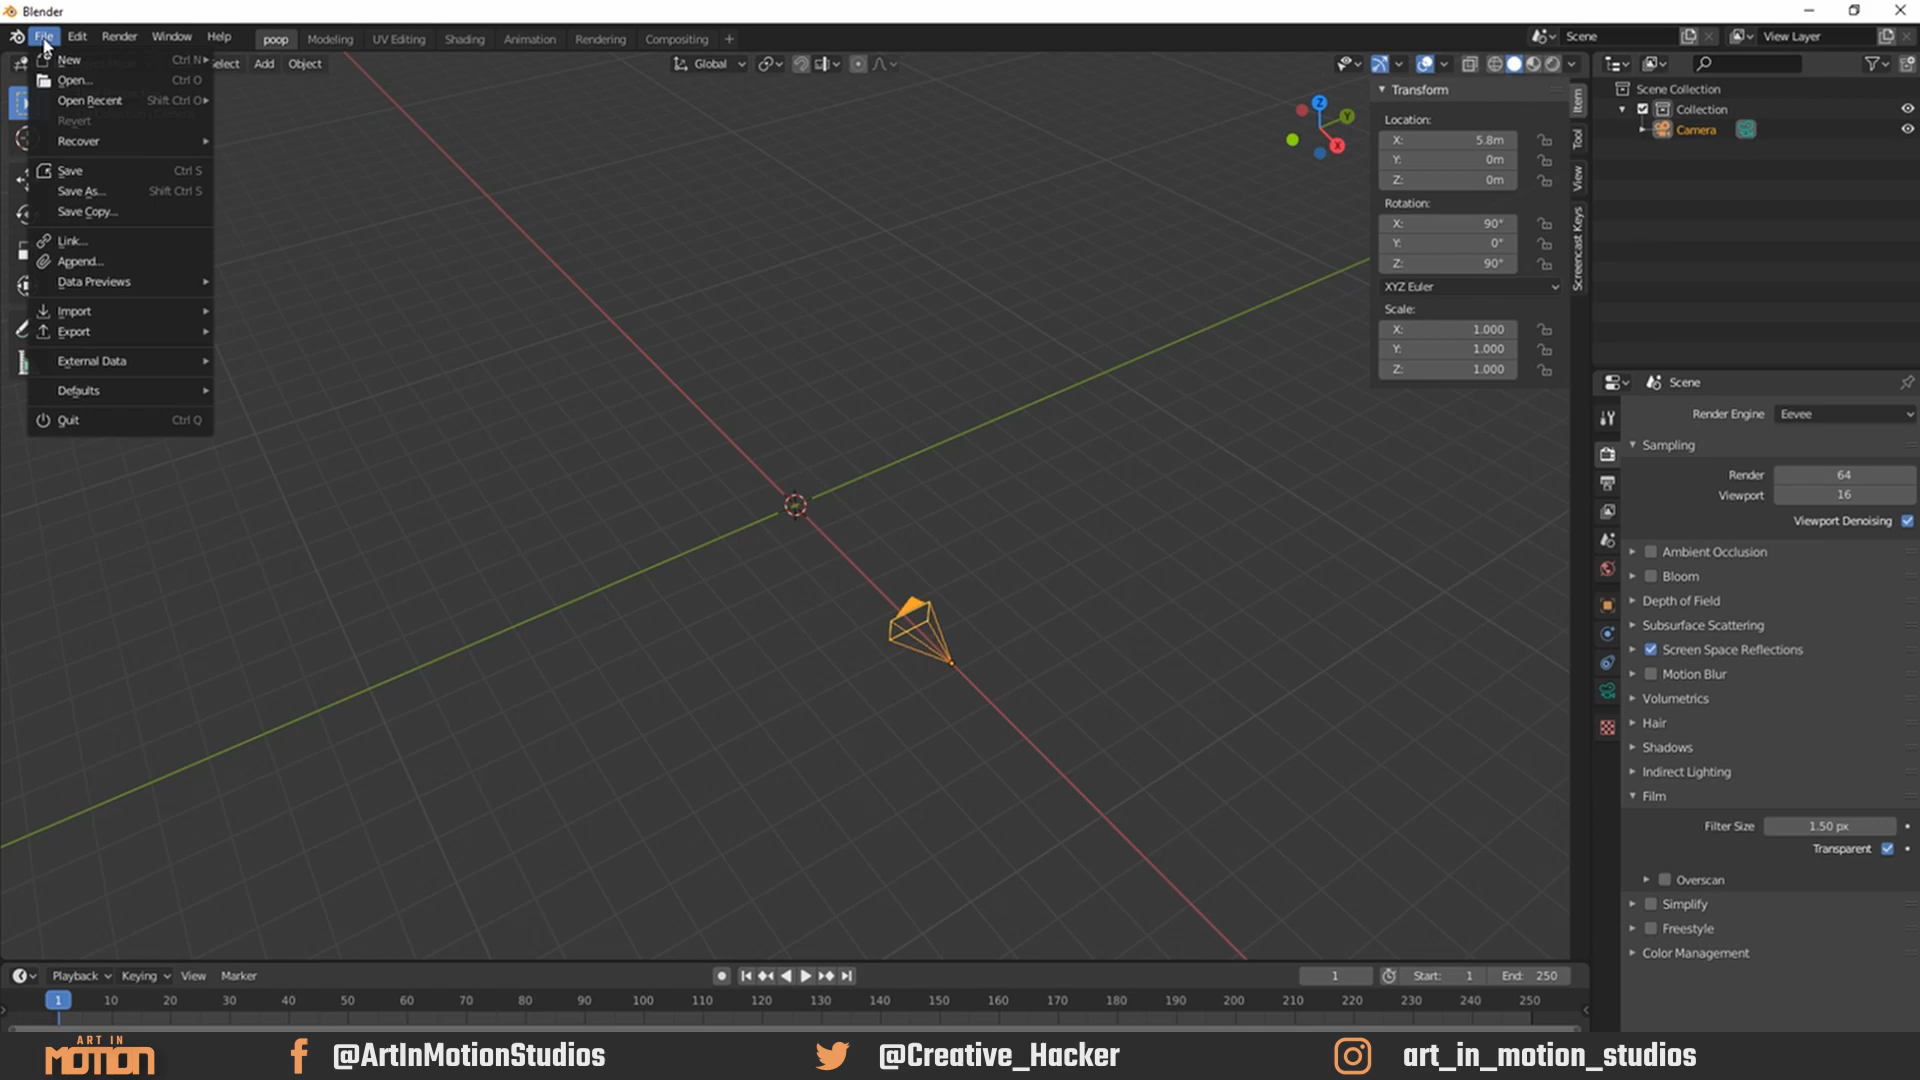 Blender
File Edit Render Window Help poop Modeling UV Editing Shading Animation Rendering Compositing + Scene View Layer
New Ctrl N
Open... Ctrl O
Open Recent Shift Ctrl O
Revert
Recover
Save Ctrl S
Save As... Shift Ctrl S
Save Copy...
Link...
Append...
Data Previews
Import
Export
External Data
Defaults
Quit Ctrl Q
elect Add Object Global
Z
Y
X
Transform
Location:
X: 5.8m
Y: 0m
Z: 0m
Rotation:
X: 90°
Y: 0°
Z: 90°
XYZ Euler
Scale:
X: 1.000
Y: 1.000
Z: 1.000
Item
Tool
View
Screencast Keys
Scene Collection
Collection
Camera
Scene
Render Engine Eevee
Sampling
Render 64
Viewport 16
Viewport Denoising
Ambient Occlusion
Bloom
Depth of Field
Subsurface Scattering
Screen Space Reflections
Motion Blur
Volumetrics
Hair
Shadows
Indirect Lighting
Film
Filter Size 1.50 px
Transparent
Overscan
Simplify
Freestyle
Color Management
Playback Keying View Marker 1 Start: 1 End: 250
1 10 20 30 40 50 60 70 80 90 100 110 120 130 140 150 160 170 180 190 200 210 220 230 240 250
ART IN
MOTION
@ArtInMotionStudios
@Creative_Hacker
art_in_motion_studios